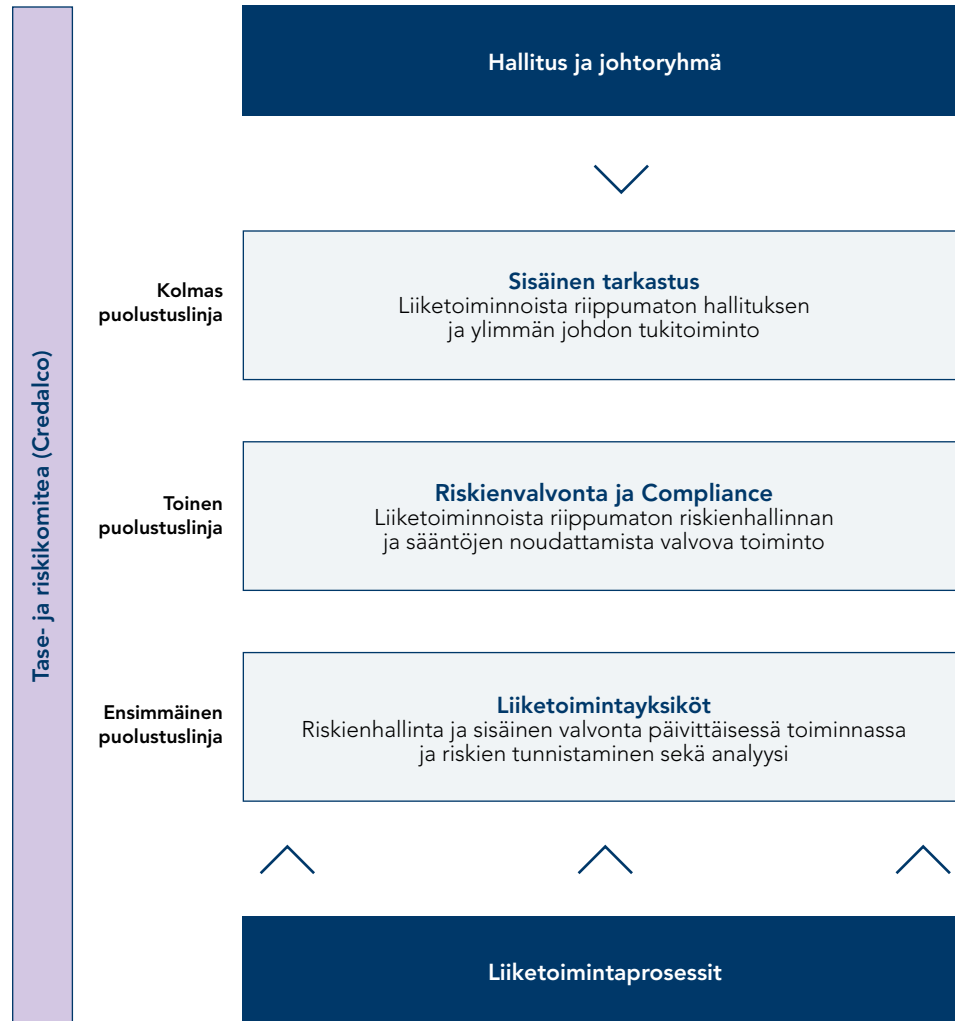 Tase- ja riskikomitea (Credalco)
Hallitus ja johtoryhmä
Kolmas
puolustuslinja
Sisäinen tarkastus
Liiketoiminnoista riippumaton hallituksen
ja ylimmän johdon tukitoiminto
Toinen
puolustuslinja
Riskienvalvonta ja Compliance
Liiketoiminnoista riippumaton riskienhallinnan
ja sääntöjen noudattamista valvova toiminto
Ensimmäinen
puolustuslinja
Liiketoimintayksiköt
Riskienhallinta ja sisäinen valvonta päivittäisessä toiminnassa
ja riskien tunnistaminen sekä analyysi
Liiketoimintaprosessit